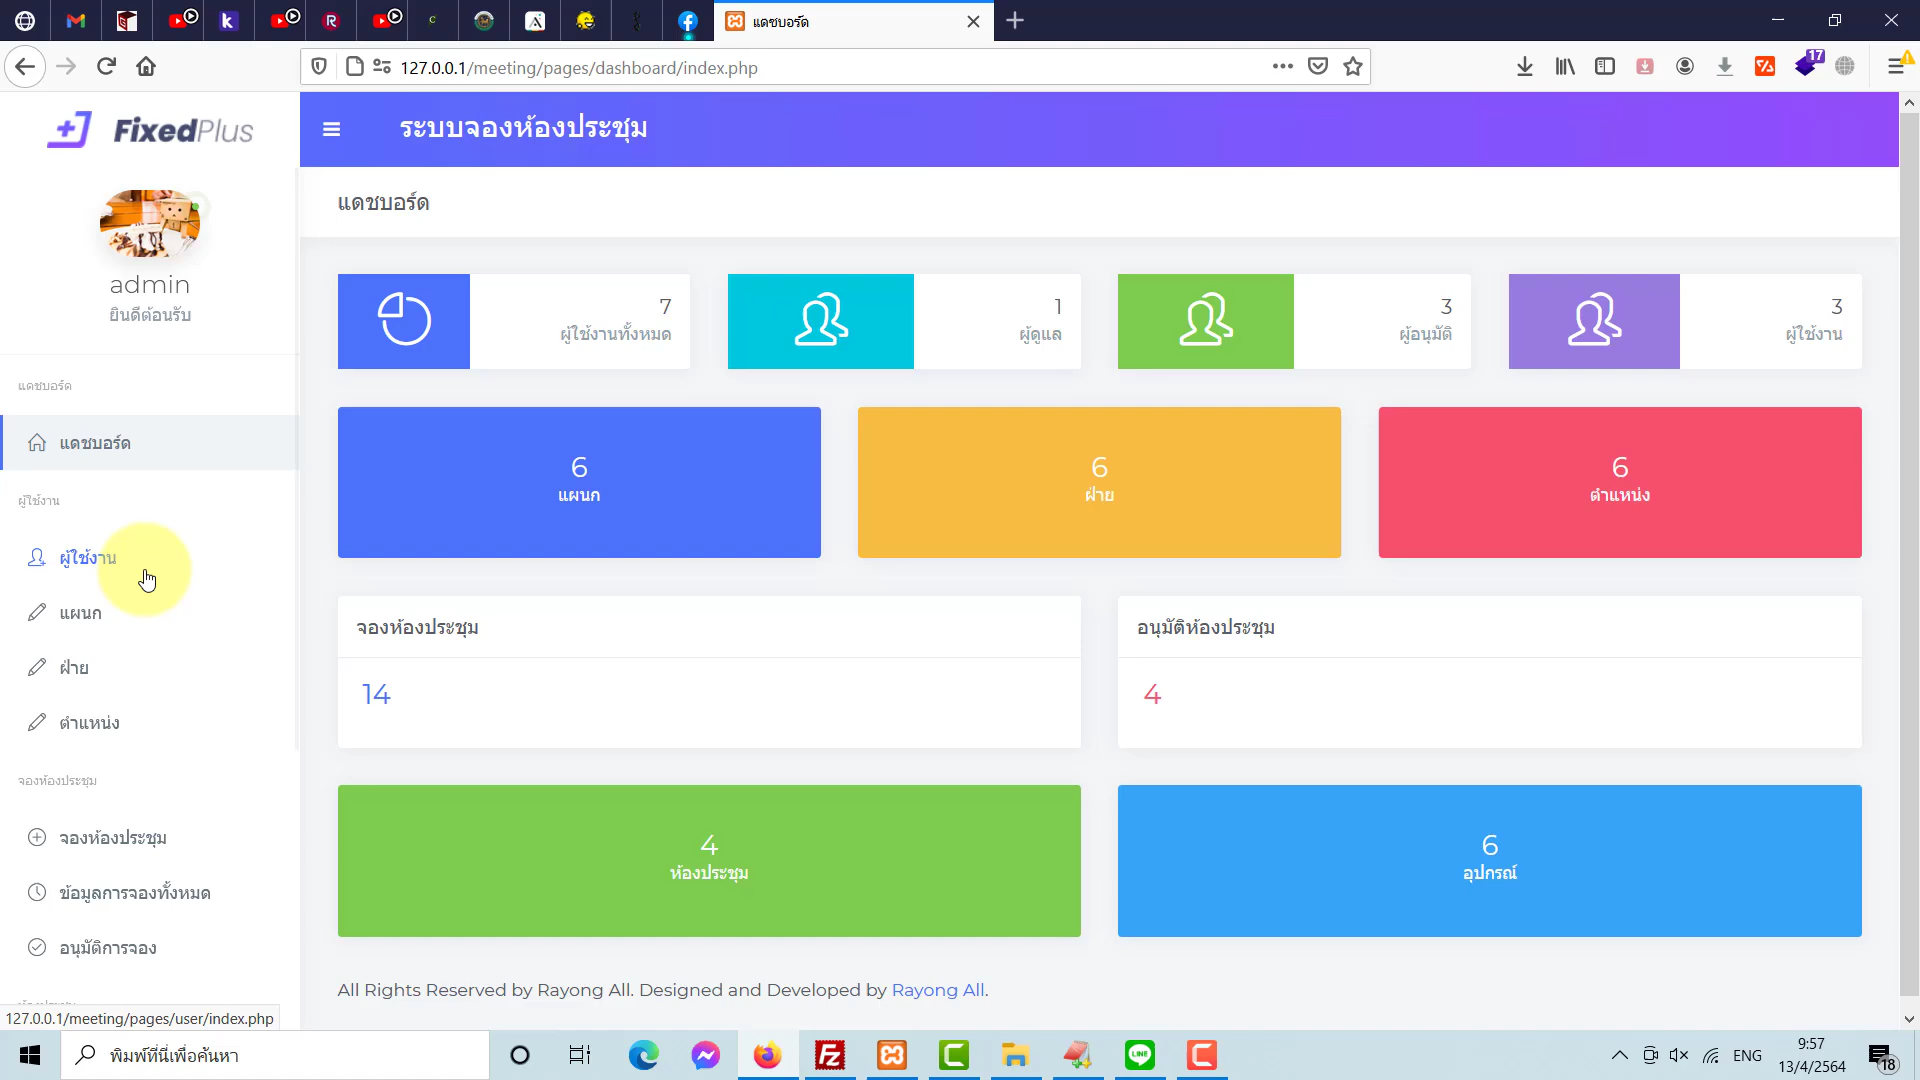 แดชบอร์ด
127.0.0.1/meeting/pages/dashboard/index.php
17
FixedPlus
ระบบจองห้องประชุม
admin
ยินดีต้อนรับ
แดชบอร์ด
7
ผู้ใช้งานทั้งหมด
1
ผู้ดูแล
3
ผู้อนุมัติ
3
ผู้ใช้งาน
แดชบอร์ด
แดชบอร์ด
ผู้ใช้งาน
ผู้ใช้งาน
แผนก
ฝ่าย
ตำแหน่ง
จองห้องประชุม
จองห้องประชุม
ข้อมูลการจองทั้งหมด
อนุมัติการจอง
6
แผนก
6
ฝ่าย
6
ตำแหน่ง
จองห้องประชุม
14
อนุมัติห้องประชุม
4
4
ห้องประชุม
6
อุปกรณ์
All Rights Reserved by Rayong All. Designed and Developed by Rayong All.
127.0.0.1/meeting/pages/user/index.php
พิมพ์ที่นี่เพื่อค้นหา
ENG
9:57
13/4/2564
18